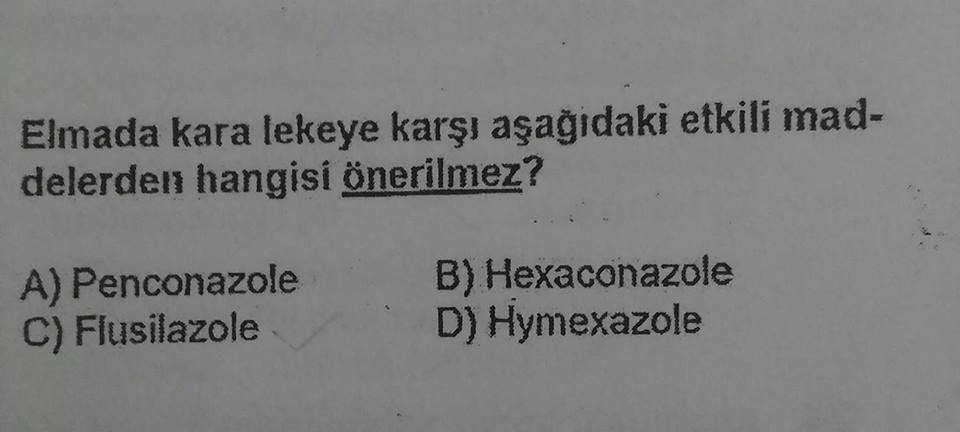 Elmada kara lekeye karşı aşağıdaki etkili mad-
delerden hangisi önerilmez?
A) Penconazole B) Hexaconazole
C) Flusilazole D) Hymexazole